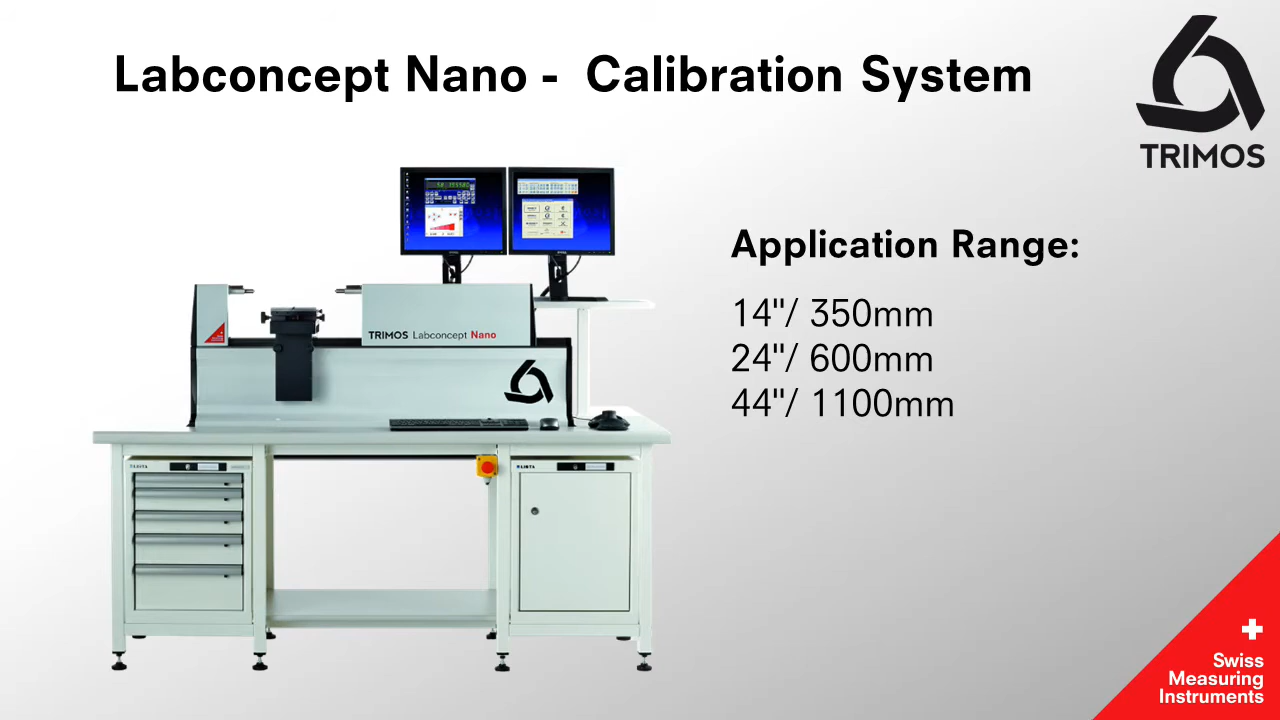 Labconcept Nano - Calibration System
TRIMOS
Application Range:
14"/ 350mm
24"/ 600mm
44"/ 1100mm
TRIMOS Labconcept Nano
LISTA
Swiss
Measuring
Instruments